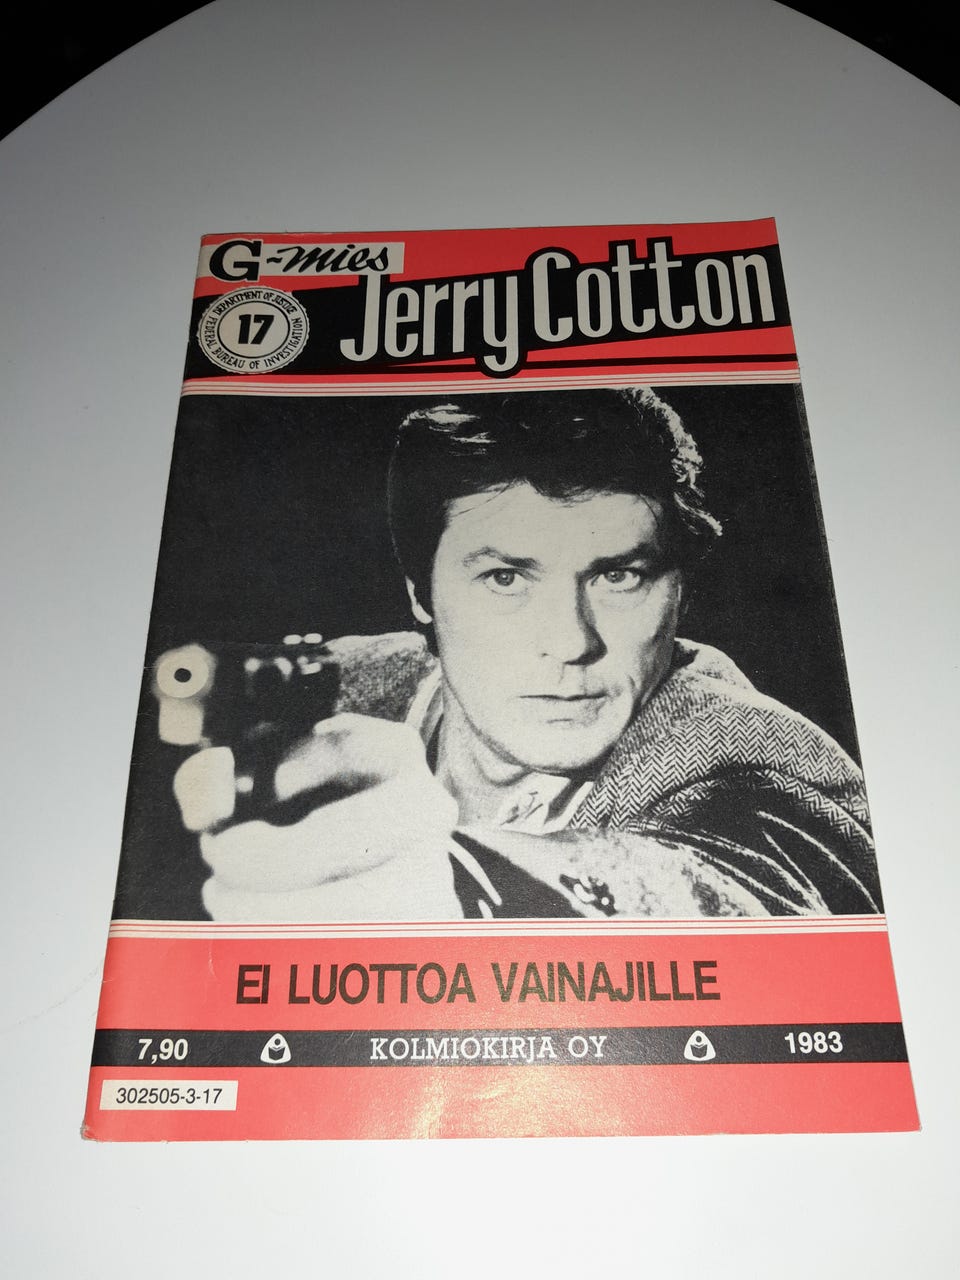 G-mies
Jerry Cotton
DEPARTMENT OF JUSTICE
17
FEDERAL BUREAU OF INVESTIGATION
EI LUOTTOA VAINAJILLE
7,90 KOLMIOKIRJA OY 1983
302505-3-17